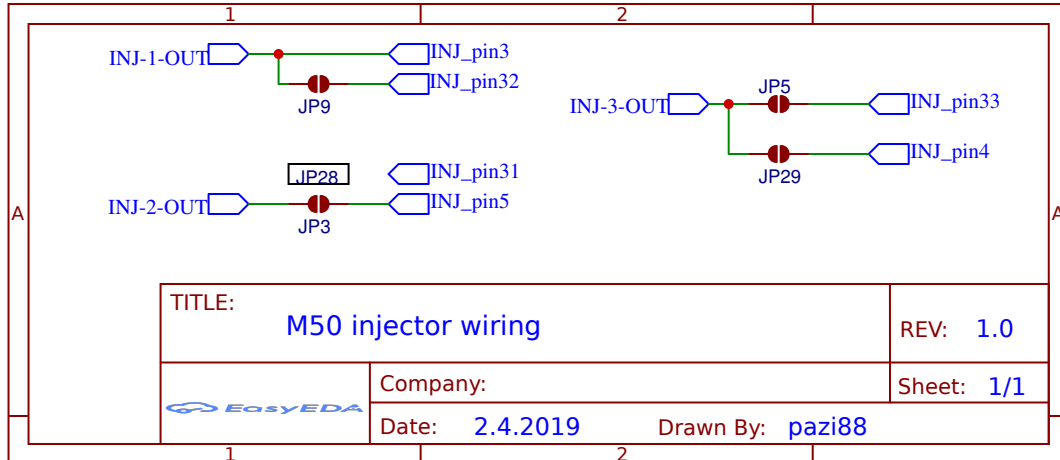 1
2
INJ-1-OUT
INJ_pin3
INJ_pin32
JP9
JP5
INJ-3-OUT
INJ_pin33
INJ_pin4
JP29
JP28
INJ_pin31
INJ-2-OUT
INJ_pin5
JP3
A
A
TITLE:
M50 injector wiring
REV: 1.0
EasyEDA
Company:
Sheet: 1/1
Date: 2.4.2019
Drawn By: pazi88
1
2